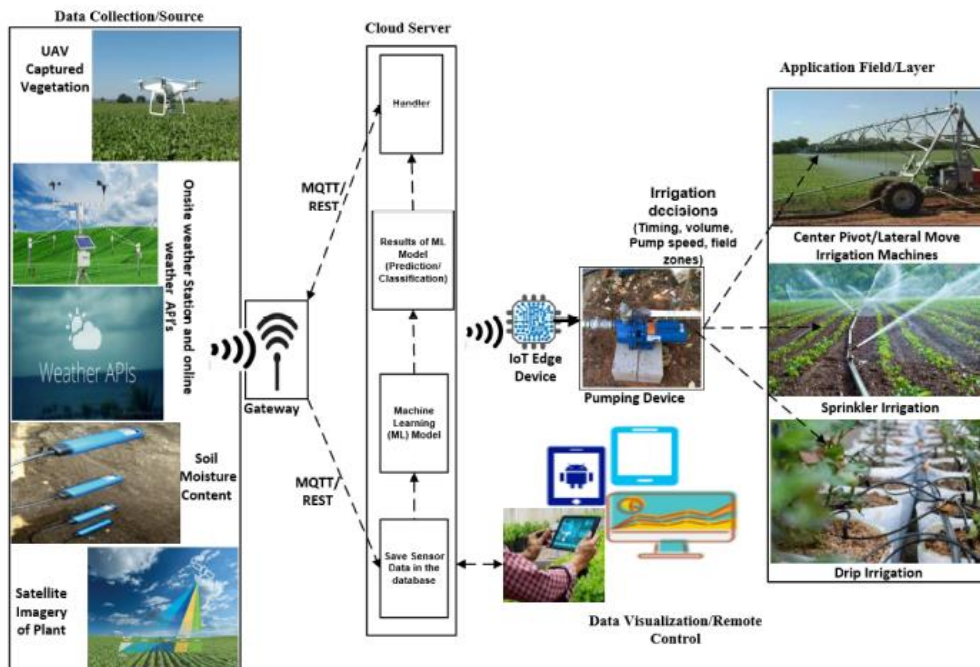 Data Collection/Source
UAV
Captured
Vegetation
Onsite weather Station and online
weather API's
Weather APIs
Soil
Moisture
Content
Satellite
Imagery
of Plant
Gateway
MQTT/
REST
MQTT/
REST
Cloud Server
Handler
Results of ML
Model
(Prediction/
Classification)
Machine
Learning
(ML) Model
Save Sensor
Data in the
database
IoT Edge
Device
Irrigation
decisions
(Timing, volume,
Pump speed, field
zones)
Pumping Device
Data Visualization/Remote
Control
Application Field/Layer
Center Pivot/Lateral Move
Irrigation Machines
Sprinkler Irrigation
Drip Irrigation